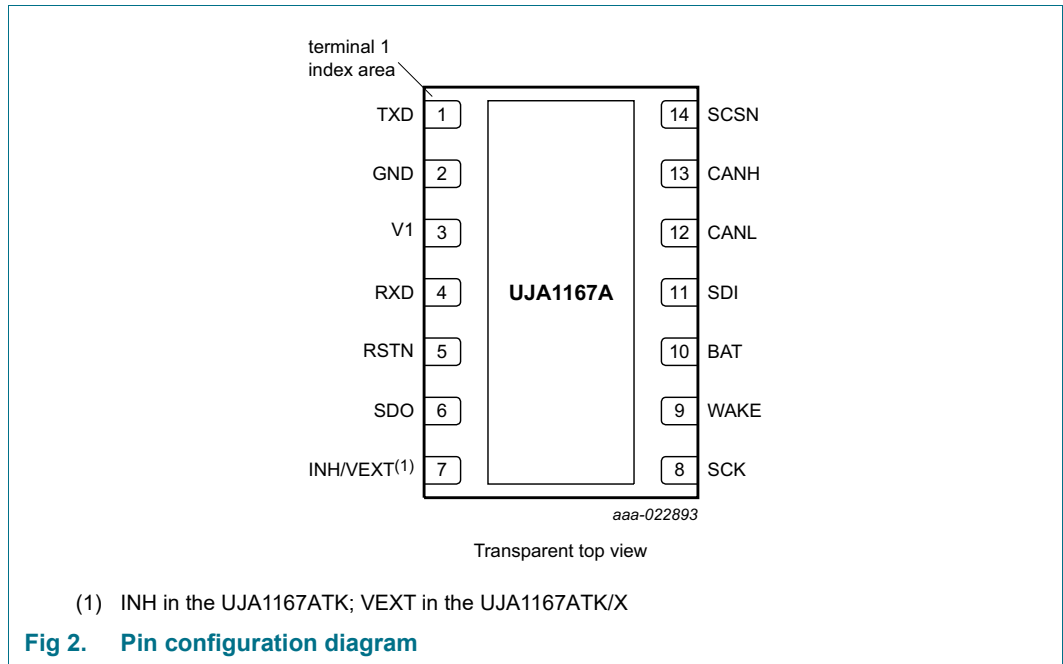 terminal 1
index area
TXD 1
GND 2
V1 3
RXD 4
RSTN 5
SDO 6
INH/VEXT(1) 7
UJA1167A
14 SCSN
13 CANH
12 CANL
11 SDI
10 BAT
9 WAKE
8 SCK
aaa-022893
Transparent top view
(1) INH in the UJA1167ATK; VEXT in the UJA1167ATK/X
Fig 2. Pin configuration diagram